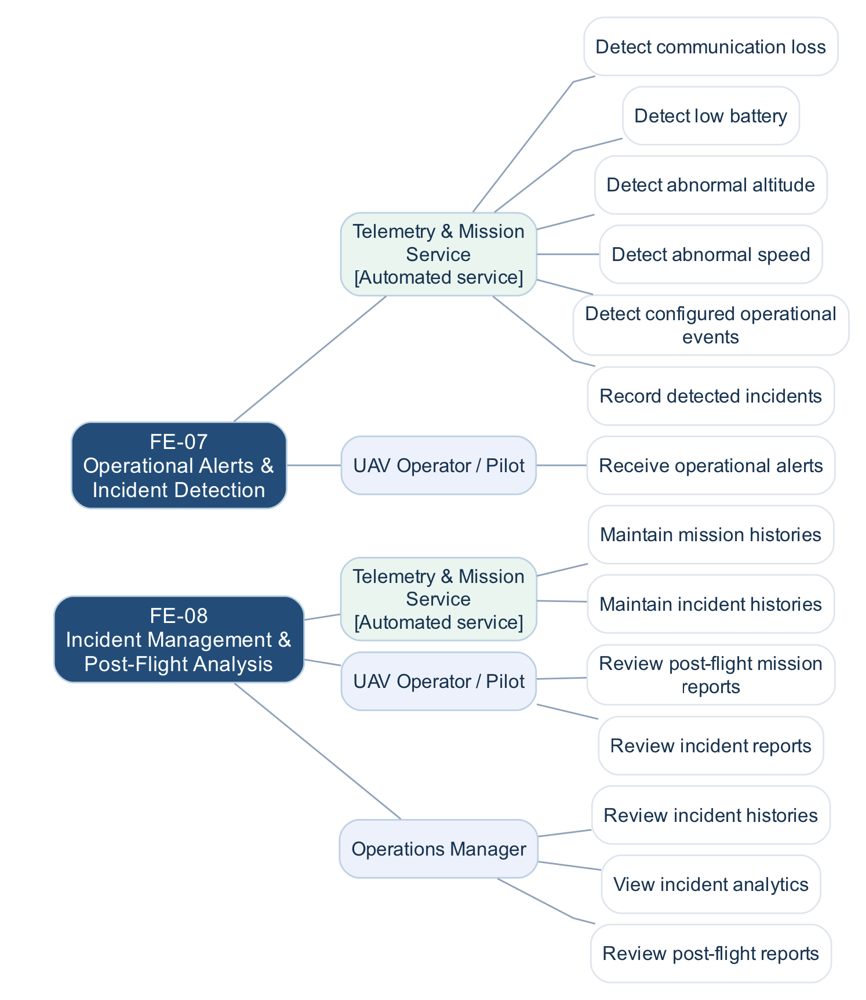 Detect communication loss
Detect low battery
Detect abnormal altitude
Telemetry & Mission
Service
[Automated service]
Detect abnormal speed
Detect configured operational
events
Record detected incidents
FE-07
Operational Alerts &
Incident Detection
UAV Operator / Pilot
Receive operational alerts
Maintain mission histories
Telemetry & Mission
Service
[Automated service]
Maintain incident histories
FE-08
Incident Management &
Post-Flight Analysis
UAV Operator / Pilot
Review post-flight mission
reports
Review incident reports
Operations Manager
Review incident histories
View incident analytics
Review post-flight reports